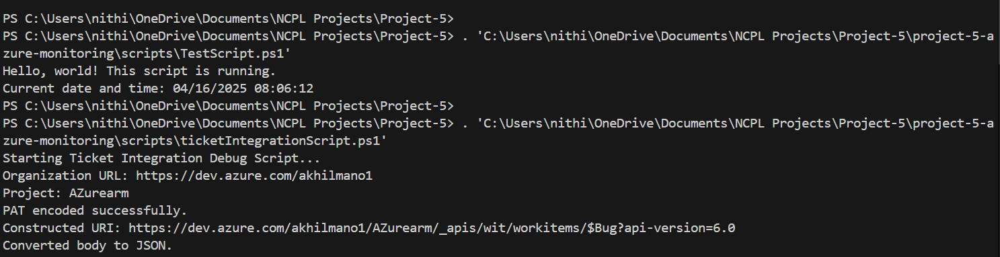 PS C:\Users\nithi\OneDrive\Documents\NCPL Projects\Project-5>
PS C:\Users\nithi\OneDrive\Documents\NCPL Projects\Project-5> . 'C:\Users\nithi\OneDrive\Documents\NCPL Projects\Project-5\project-5-a
zure-monitoring\scripts\TestScript.ps1'
Hello, world! This script is running.
Current date and time: 04/16/2025 08:06:12
PS C:\Users\nithi\OneDrive\Documents\NCPL Projects\Project-5>
PS C:\Users\nithi\OneDrive\Documents\NCPL Projects\Project-5> . 'C:\Users\nithi\OneDrive\Documents\NCPL Projects\Project-5\project-5-a
zure-monitoring\scripts\ticketIntegrationScript.ps1'
Starting Ticket Integration Debug Script...
Organization URL: https://dev.azure.com/akhilmano1
Project: AZurearm
PAT encoded successfully.
Constructed URI: https://dev.azure.com/akhilmano1/AZurearm/_apis/wit/workitems/$Bug?api-version=6.0
Converted body to JSON.